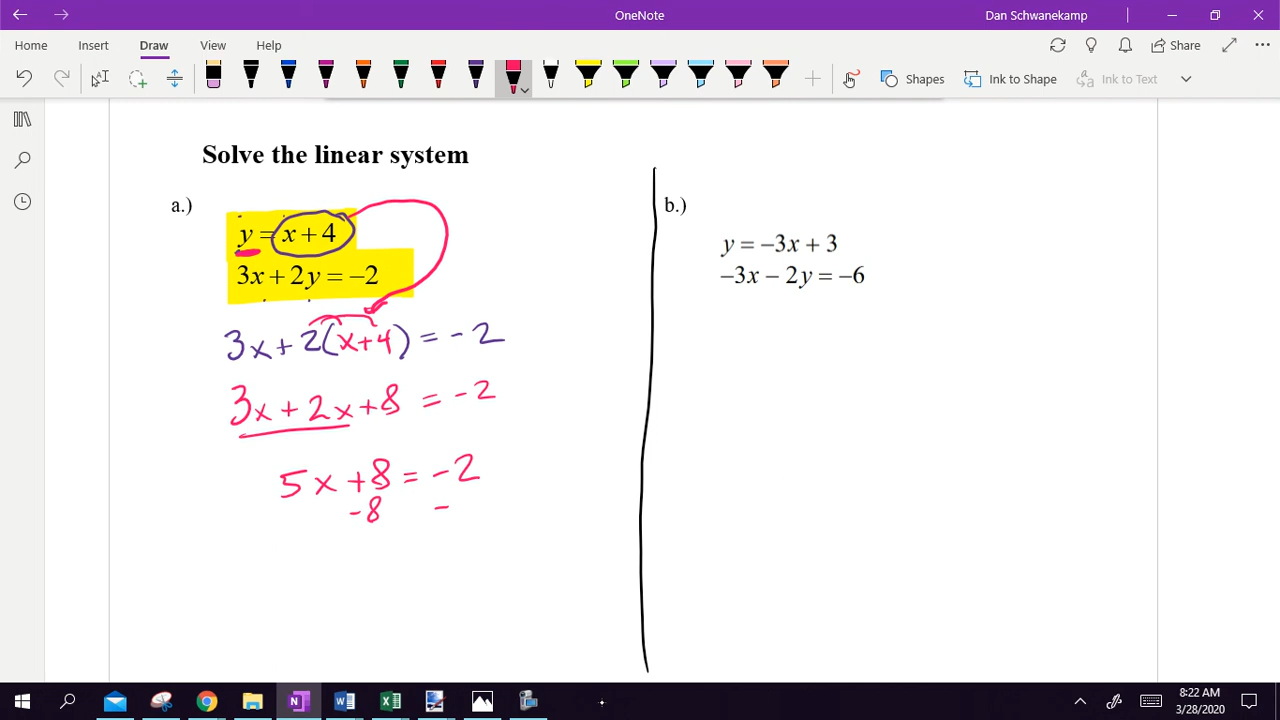 OneNote
Dan Schwanekamp
Home Insert Draw View Help
Share
Shapes Ink to Shape Ink to Text
Solve the linear system
a.)
y = x + 4
3x + 2y = −2
3x + 2(x+4) = -2
3x + 2x + 8 = -2
5x + 8 = -2
-8 -
b.)
y = −3x + 3
−3x − 2y = −6
8:22 AM
3/28/2020